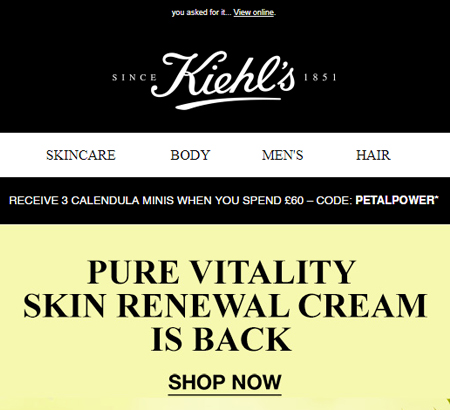 you asked for it... View online.
SINCE Kiehl's 1851
SKINCARE BODY MEN'S HAIR
RECEIVE 3 CALENDULA MINIS WHEN YOU SPEND £60 – CODE: PETALPOWER*
PURE VITALITY
SKIN RENEWAL CREAM
IS BACK
SHOP NOW